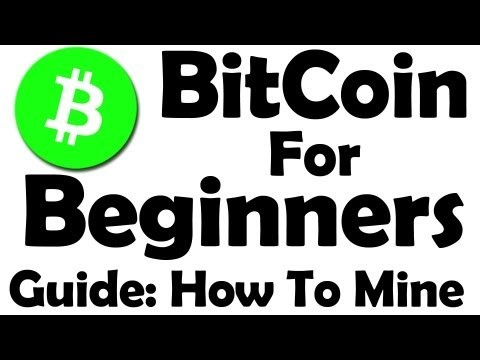 BitCoin
For
Beginners
Guide: How To Mine